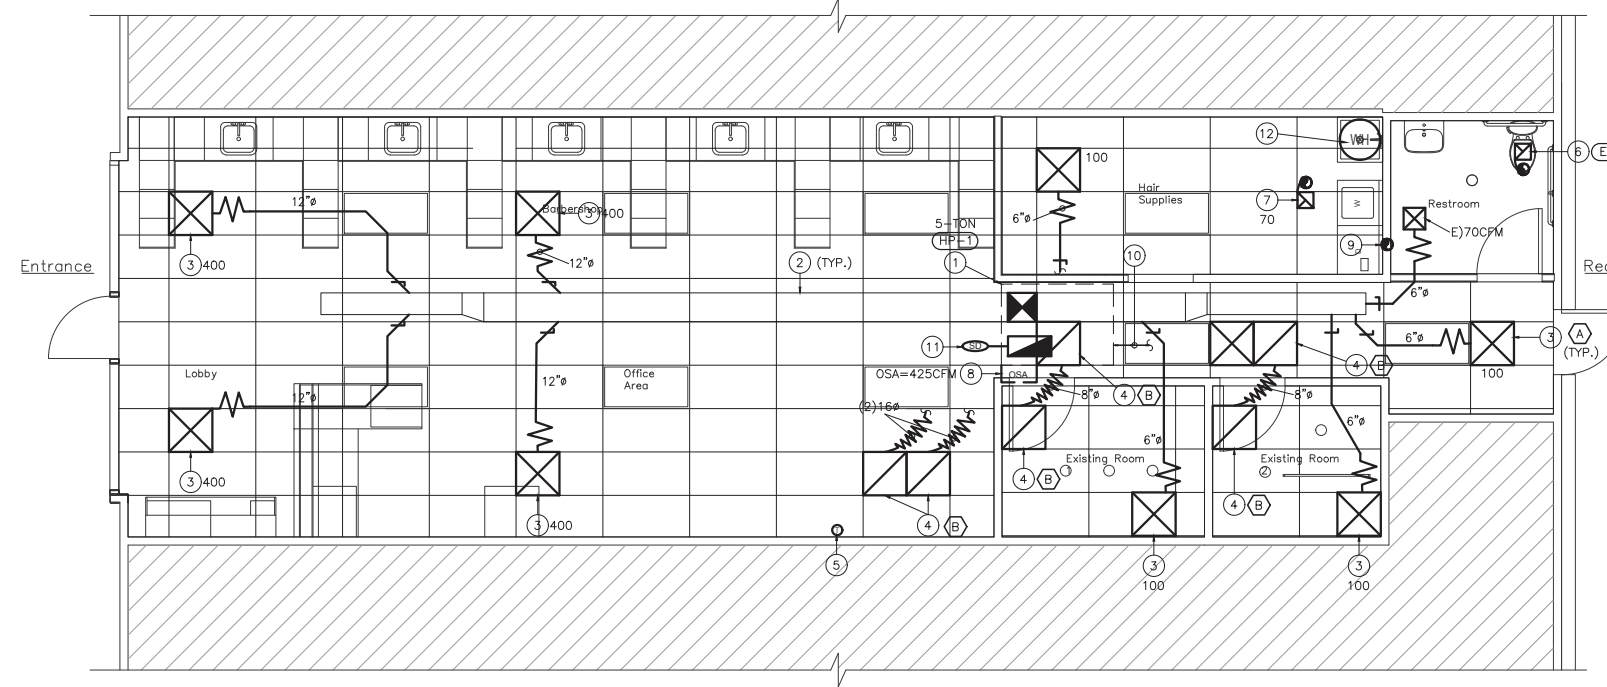 12
WH
100
6
E
Hair
Supplies
7
70
12"ø
Barbershop
3
400
6"ø
Restroom
5-TON
HP-1
E)70CFM
9
10
Entrance
3
400
12"ø
2
(TYP.)
1
Rea
6"ø
11
SD
6"ø
3
A
(TYP.)
4
B
100
Lobby
Office
Area
OSA=425CFM
8
OSA
12"ø
12"ø
(2)16ø
8"ø
4
B
8"ø
6"ø
6"ø
Existing Room
1
Existing Room
2
3
400
4
B
4
B
3
400
4
B
5
3
100
3
100